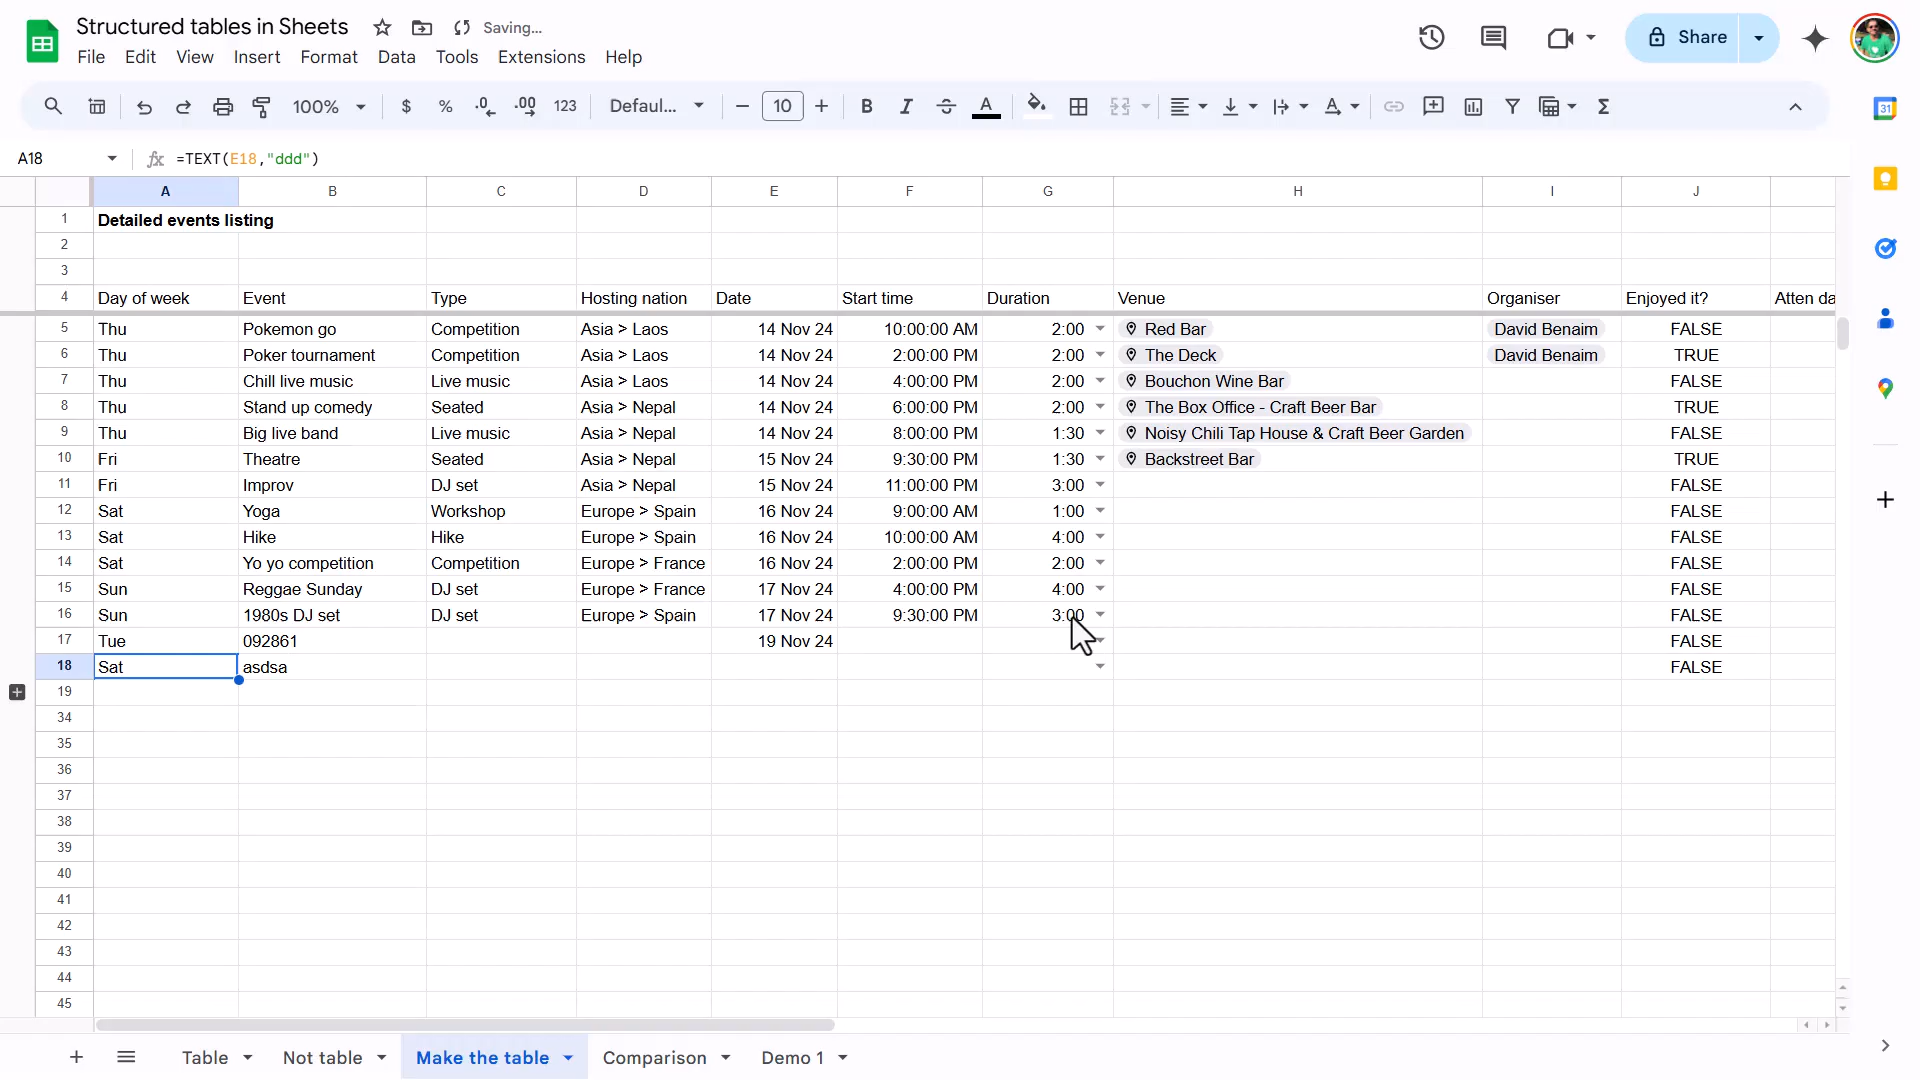 Structured tables in Sheets Saving...
File Edit View Insert Format Data Tools Extensions Help
Share
100% $ % .0 .00 123 Defaul... 10 B I S A
31
A18 fx =TEXT(E18,"ddd")
A B C D E F G H I J
1 Detailed events listing
2
3
4 Day of week Event Type Hosting nation Date Start time Duration Venue Organiser Enjoyed it? Atten da
5 Thu Pokemon go Competition Asia > Laos 14 Nov 24 10:00:00 AM 2:00 Red Bar David Benaim FALSE
6 Thu Poker tournament Competition Asia > Laos 14 Nov 24 2:00:00 PM 2:00 The Deck David Benaim TRUE
7 Thu Chill live music Live music Asia > Laos 14 Nov 24 4:00:00 PM 2:00 Bouchon Wine Bar FALSE
8 Thu Stand up comedy Seated Asia > Nepal 14 Nov 24 6:00:00 PM 2:00 The Box Office - Craft Beer Bar TRUE
9 Thu Big live band Live music Asia > Nepal 14 Nov 24 8:00:00 PM 1:30 Noisy Chili Tap House & Craft Beer Garden FALSE
10 Fri Theatre Seated Asia > Nepal 15 Nov 24 9:30:00 PM 1:30 Backstreet Bar TRUE
11 Fri Improv DJ set Asia > Nepal 15 Nov 24 11:00:00 PM 3:00 FALSE
12 Sat Yoga Workshop Europe > Spain 16 Nov 24 9:00:00 AM 1:00 FALSE
13 Sat Hike Hike Europe > Spain 16 Nov 24 10:00:00 AM 4:00 FALSE
14 Sat Yo yo competition Competition Europe > France 16 Nov 24 2:00:00 PM 2:00 FALSE
15 Sun Reggae Sunday DJ set Europe > France 17 Nov 24 4:00:00 PM 4:00 FALSE
16 Sun 1980s DJ set DJ set Europe > Spain 17 Nov 24 9:30:00 PM 3:00 FALSE
17 Tue 092861 19 Nov 24 FALSE
18 Sat asdsa FALSE
19
34
35
36
37
38
39
40
41
42
43
44
45
Table Not table Make the table Comparison Demo 1